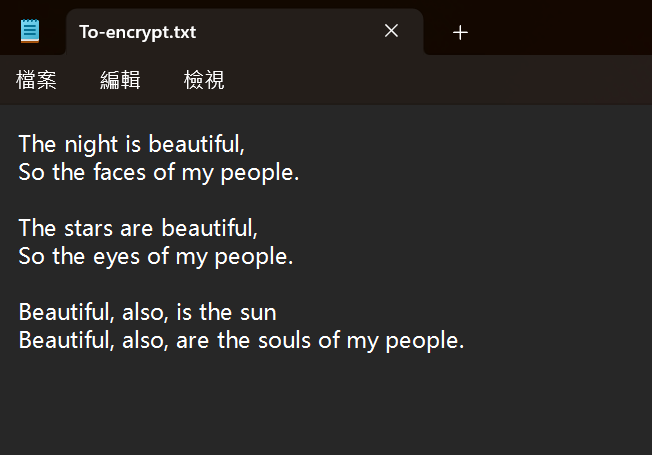 To-encrypt.txt
檔案 編輯 檢視
The night is beautiful,
So the faces of my people.
The stars are beautiful,
So the eyes of my people.
Beautiful, also, is the sun
Beautiful, also, are the souls of my people.